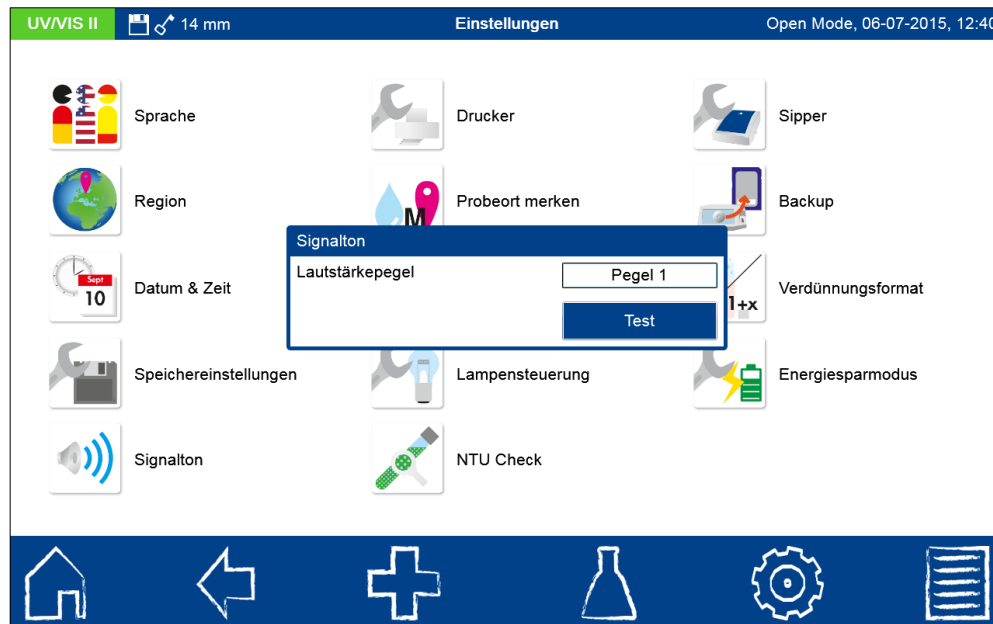 UV/VIS II 14 mm Einstellungen Open Mode, 06-07-2015, 12:40
Sprache Drucker Sipper
Region M Probeort merken Backup
Signalton
Lautstärkepegel Pegel 1
Sept
10 Datum & Zeit 1+x Verdünnungsformat
Test
Speichereinstellungen Lampensteuerung Energiesparmodus
Signalton NTU Check